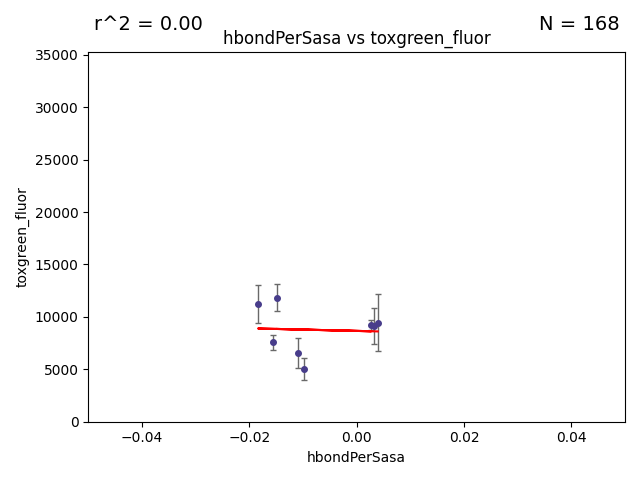 r^2 = 0.00
N = 168
hbondPerSasa vs toxgreen_fluor
35000
30000
25000
20000
15000
10000
5000
0
toxgreen_fluor
−0.04
−0.02
0.00
0.02
0.04
hbondPerSasa